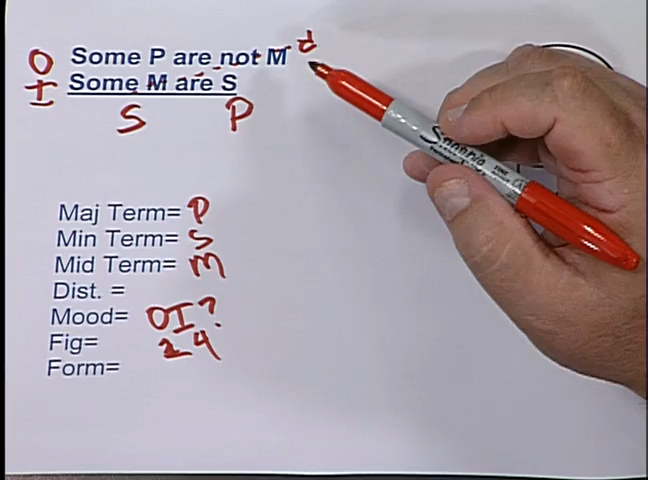 O Some P are not M d
I Some M are S
S P
Maj Term= P
Min Term= S
Mid Term= M
Dist. =
Mood= OI?
Fig= 4
Form=
Sharpie